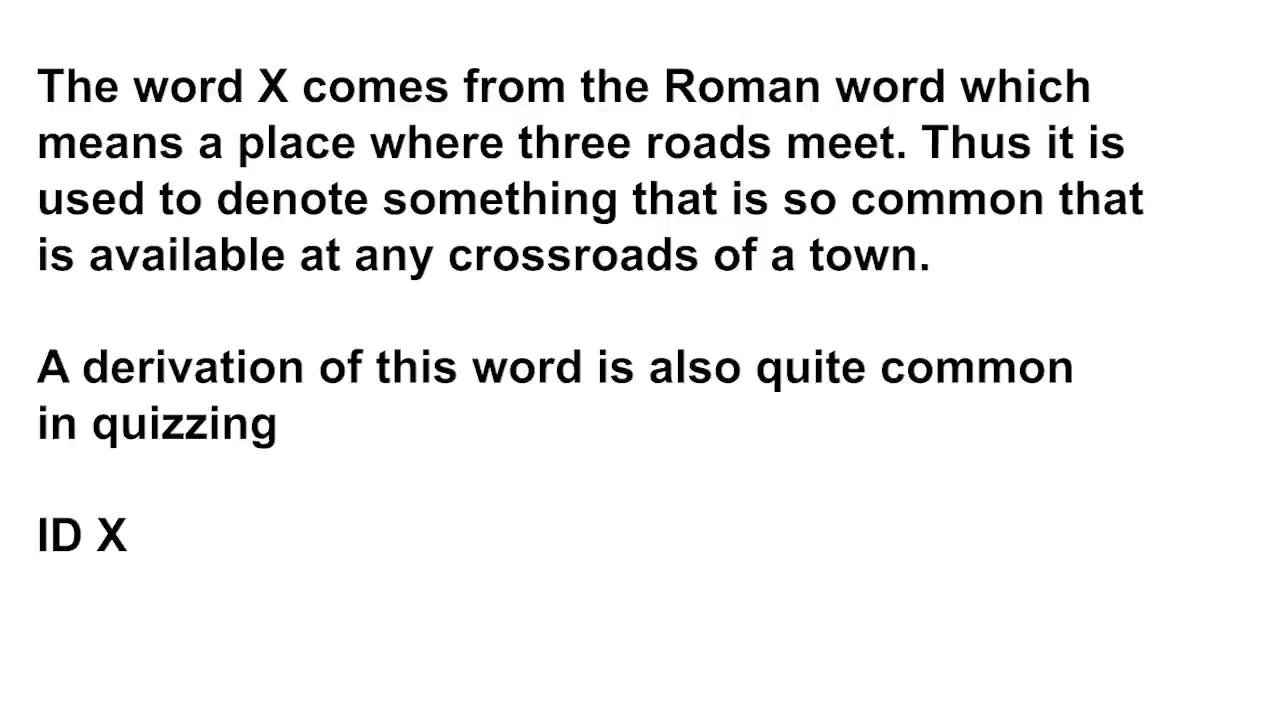 The word X comes from the Roman word which
means a place where three roads meet. Thus it is
used to denote something that is so common that
is available at any crossroads of a town.
A derivation of this word is also quite common
in quizzing
ID X